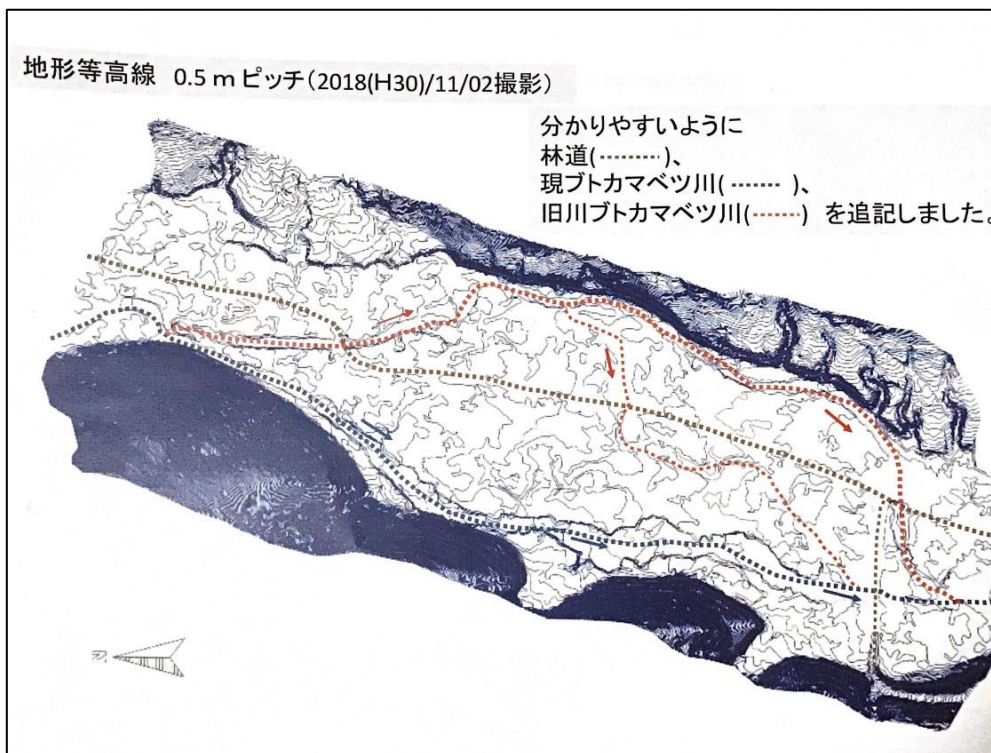 地形等高線 0.5 m ピッチ(2018(H30)/11/02撮影)
分かりやすいように
林道( )、
現ブトカマベツ川( )、
旧川ブトカマベツ川( ) を追記しました。